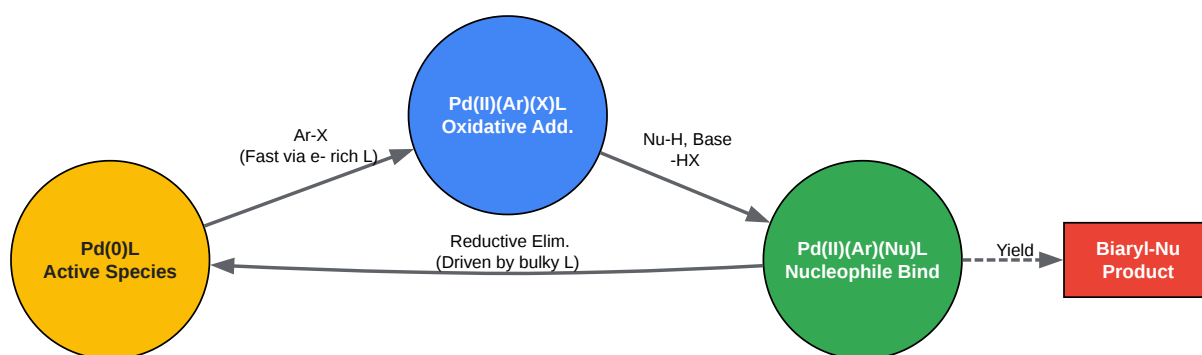 Pd(II)(Ar)(X)L
Oxidative Add.
Ar-X
(Fast via e- rich L)
Nu-H, Base
-HX
Pd(0)L
Active Species
Reductive Elim.
(Driven by bulky L)
Pd(II)(Ar)(Nu)L
Nucleophile Bind
Yield
Biaryl-Nu
Product